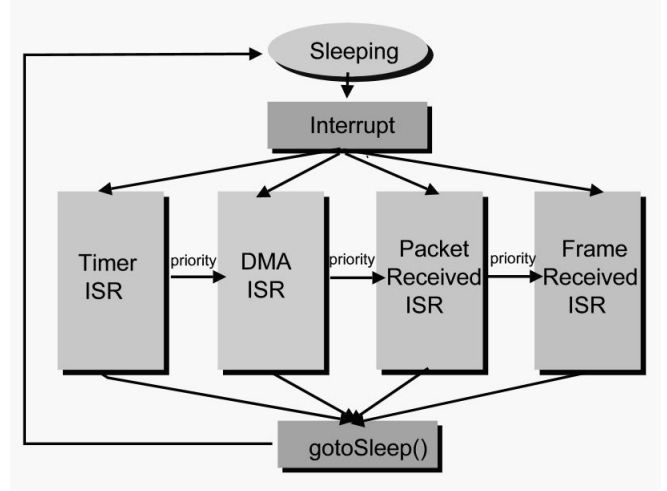 Sleeping
Interrupt
Timer
ISR
priority
DMA
ISR
priority
Packet
Received
ISR
priority
Frame
Received
ISR
gotoSleep()